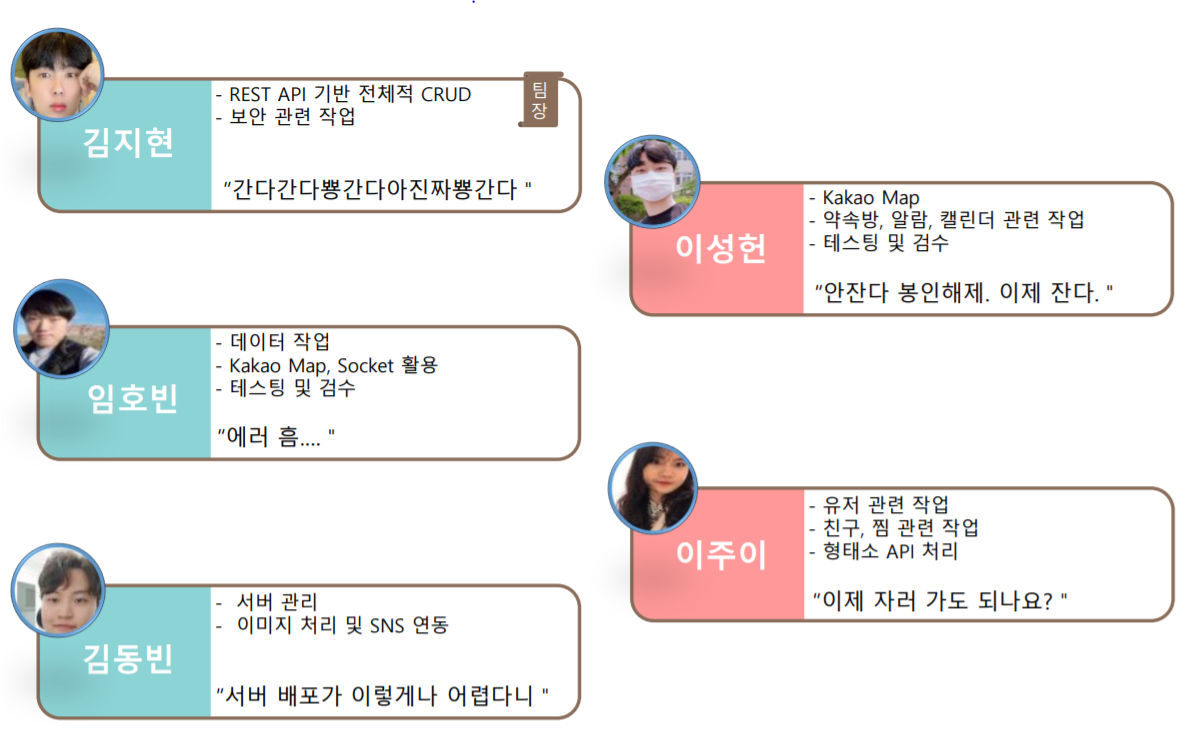 김지현
- REST API 기반 전체적 CRUD
- 보안 관련 작업
팀
장
“간다간다뿅간다아진짜뿅간다 "
임호빈
- 데이터 작업
- Kakao Map, Socket 활용
- 테스팅 및 검수
“에러 흠.... "
김동빈
- 서버 관리
- 이미지 처리 및 SNS 연동
“서버 배포가 이렇게나 어렵다니 "
이성헌
- Kakao Map
- 약속방, 알람, 캘린더 관련 작업
- 테스팅 및 검수
“안잔다 봉인해제. 이제 잔다. "
이주이
- 유저 관련 작업
- 친구, 찜 관련 작업
- 형태소 API 처리
“이제 자러 가도 되나요? "